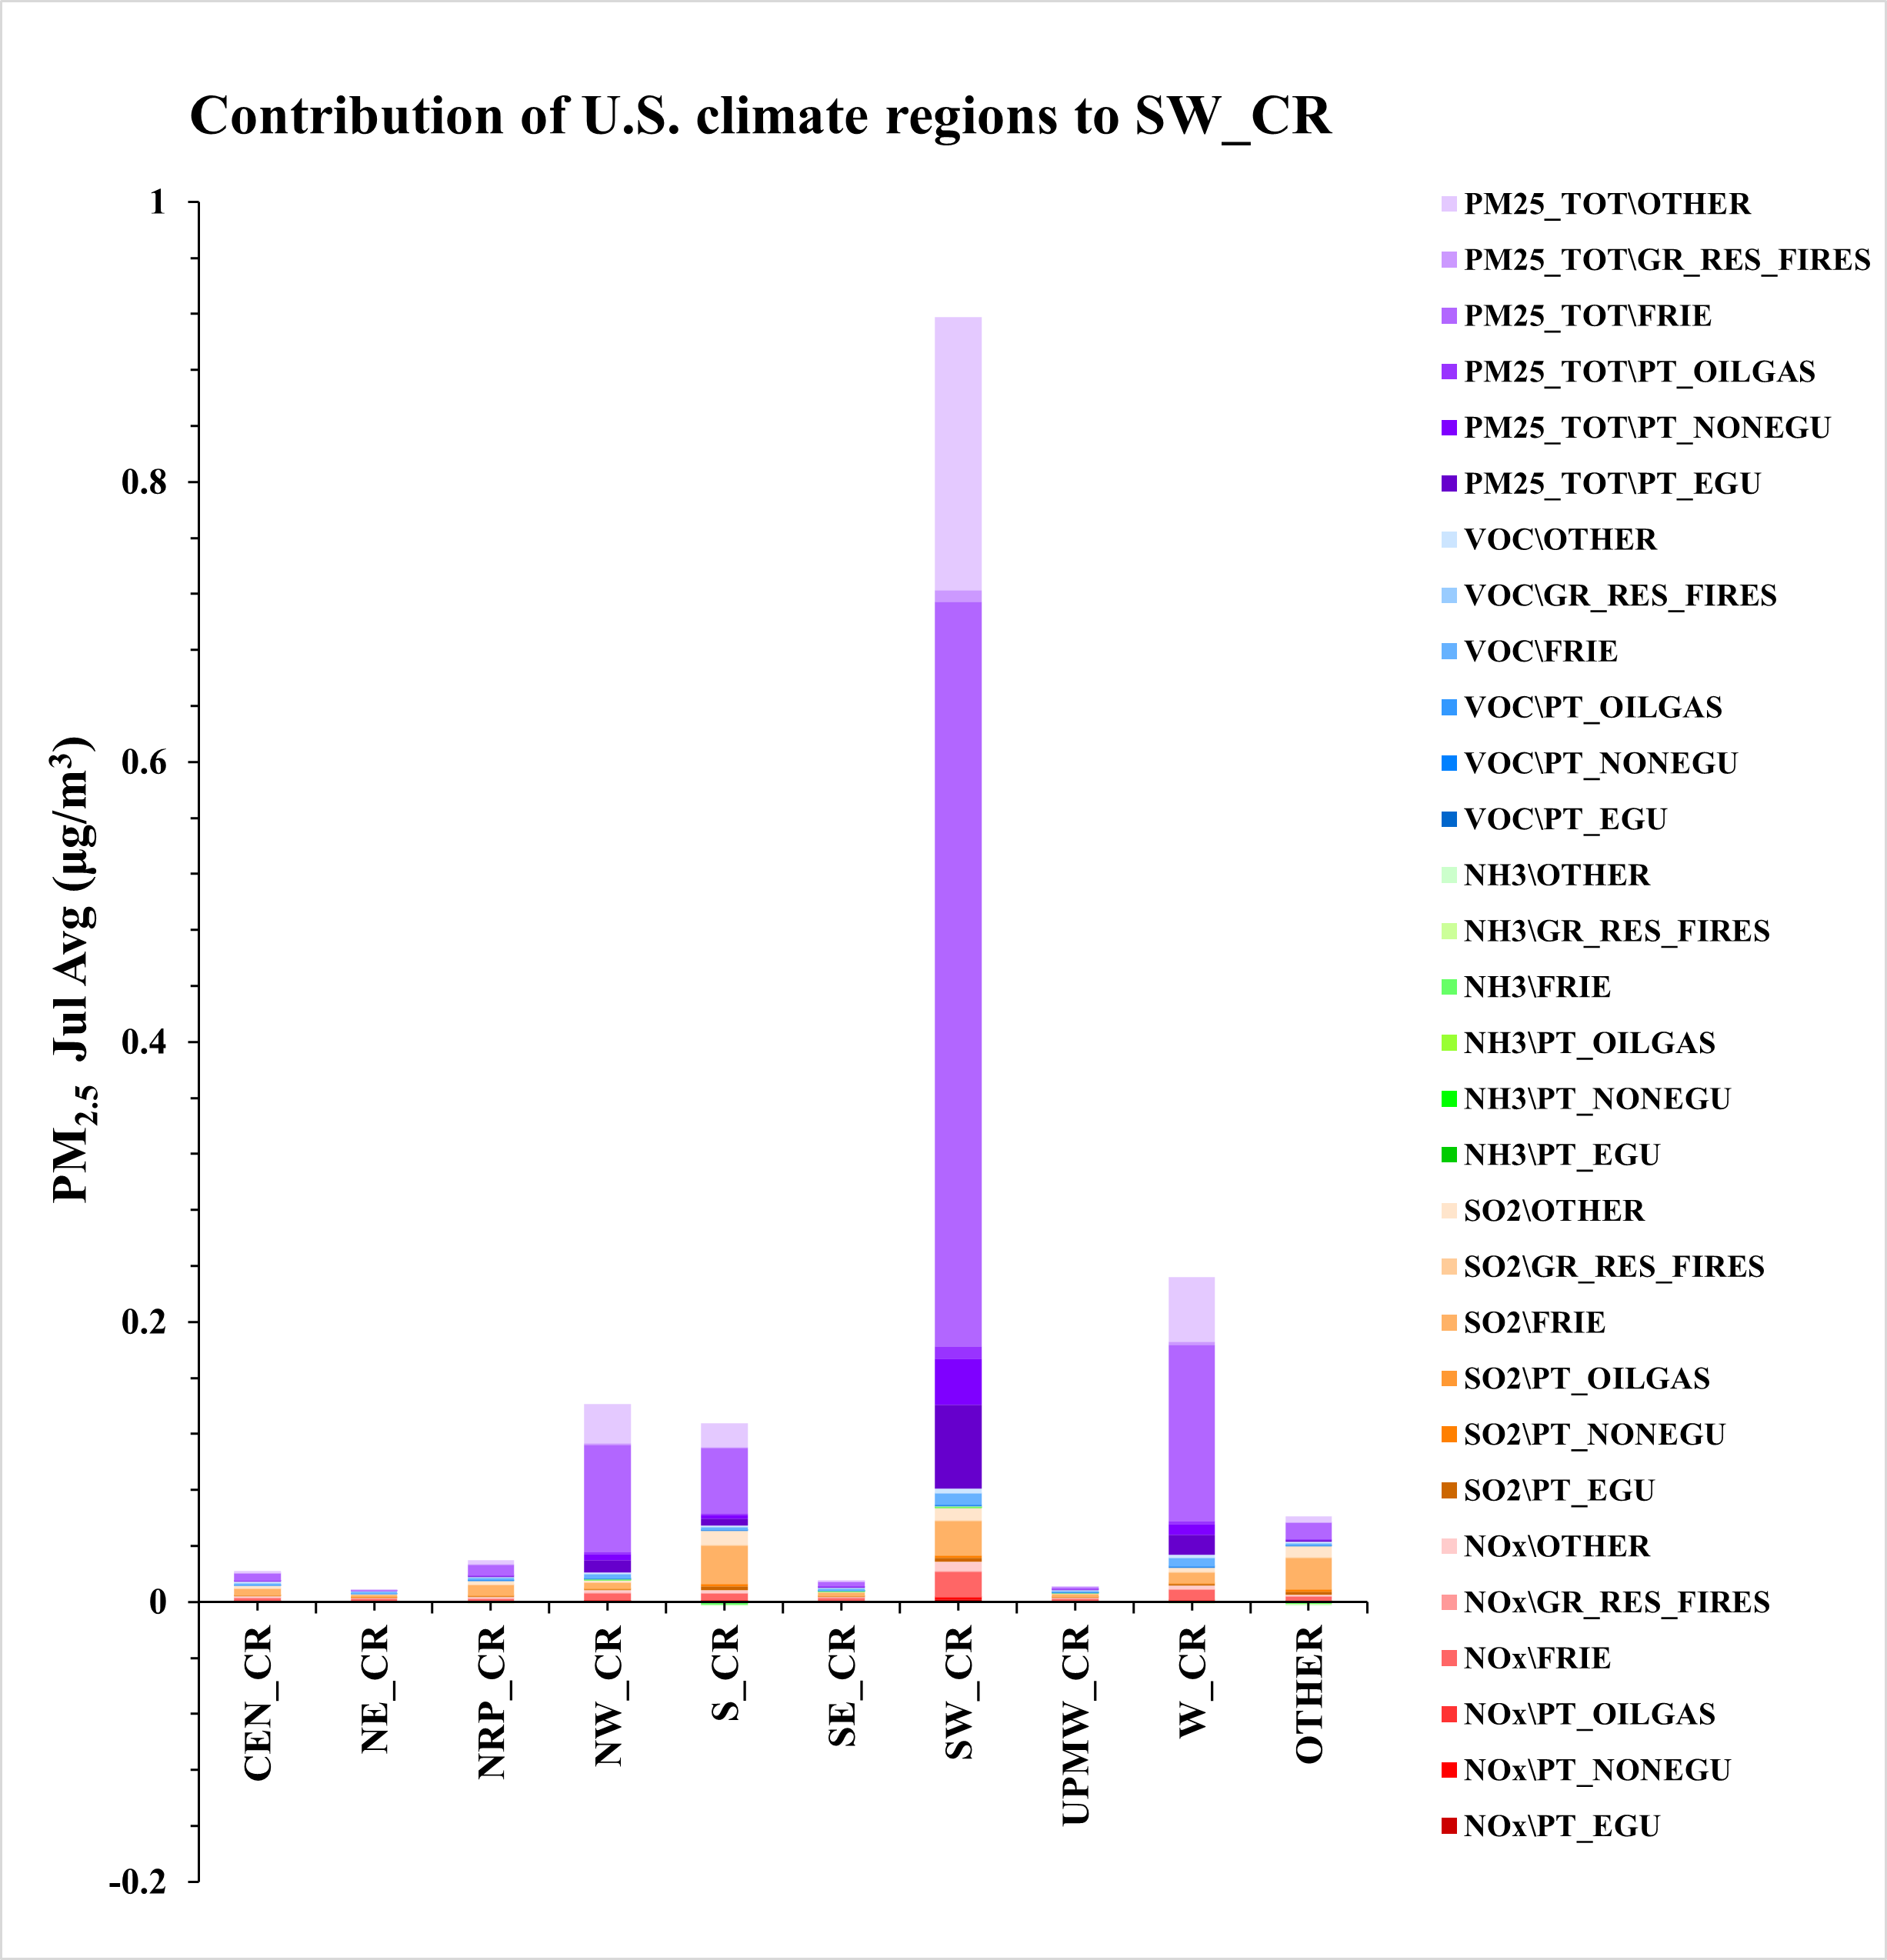 Contribution of U.S. climate regions to SW_CR
PM2.5 Jul Avg (µg/m³)
1
0.8
0.6
0.4
0.2
0
-0.2
CEN_CR
NE_CR
NRP_CR
NW_CR
S_CR
SE_CR
SW_CR
UPMW_CR
W_CR
OTHER
PM25_TOT\OTHER
PM25_TOT\GR_RES_FIRES
PM25_TOT\FRIE
PM25_TOT\PT_OILGAS
PM25_TOT\PT_NONEGU
PM25_TOT\PT_EGU
VOC\OTHER
VOC\GR_RES_FIRES
VOC\FRIE
VOC\PT_OILGAS
VOC\PT_NONEGU
VOC\PT_EGU
NH3\OTHER
NH3\GR_RES_FIRES
NH3\FRIE
NH3\PT_OILGAS
NH3\PT_NONEGU
NH3\PT_EGU
SO2\OTHER
SO2\GR_RES_FIRES
SO2\FRIE
SO2\PT_OILGAS
SO2\PT_NONEGU
SO2\PT_EGU
NOx\OTHER
NOx\GR_RES_FIRES
NOx\FRIE
NOx\PT_OILGAS
NOx\PT_NONEGU
NOx\PT_EGU